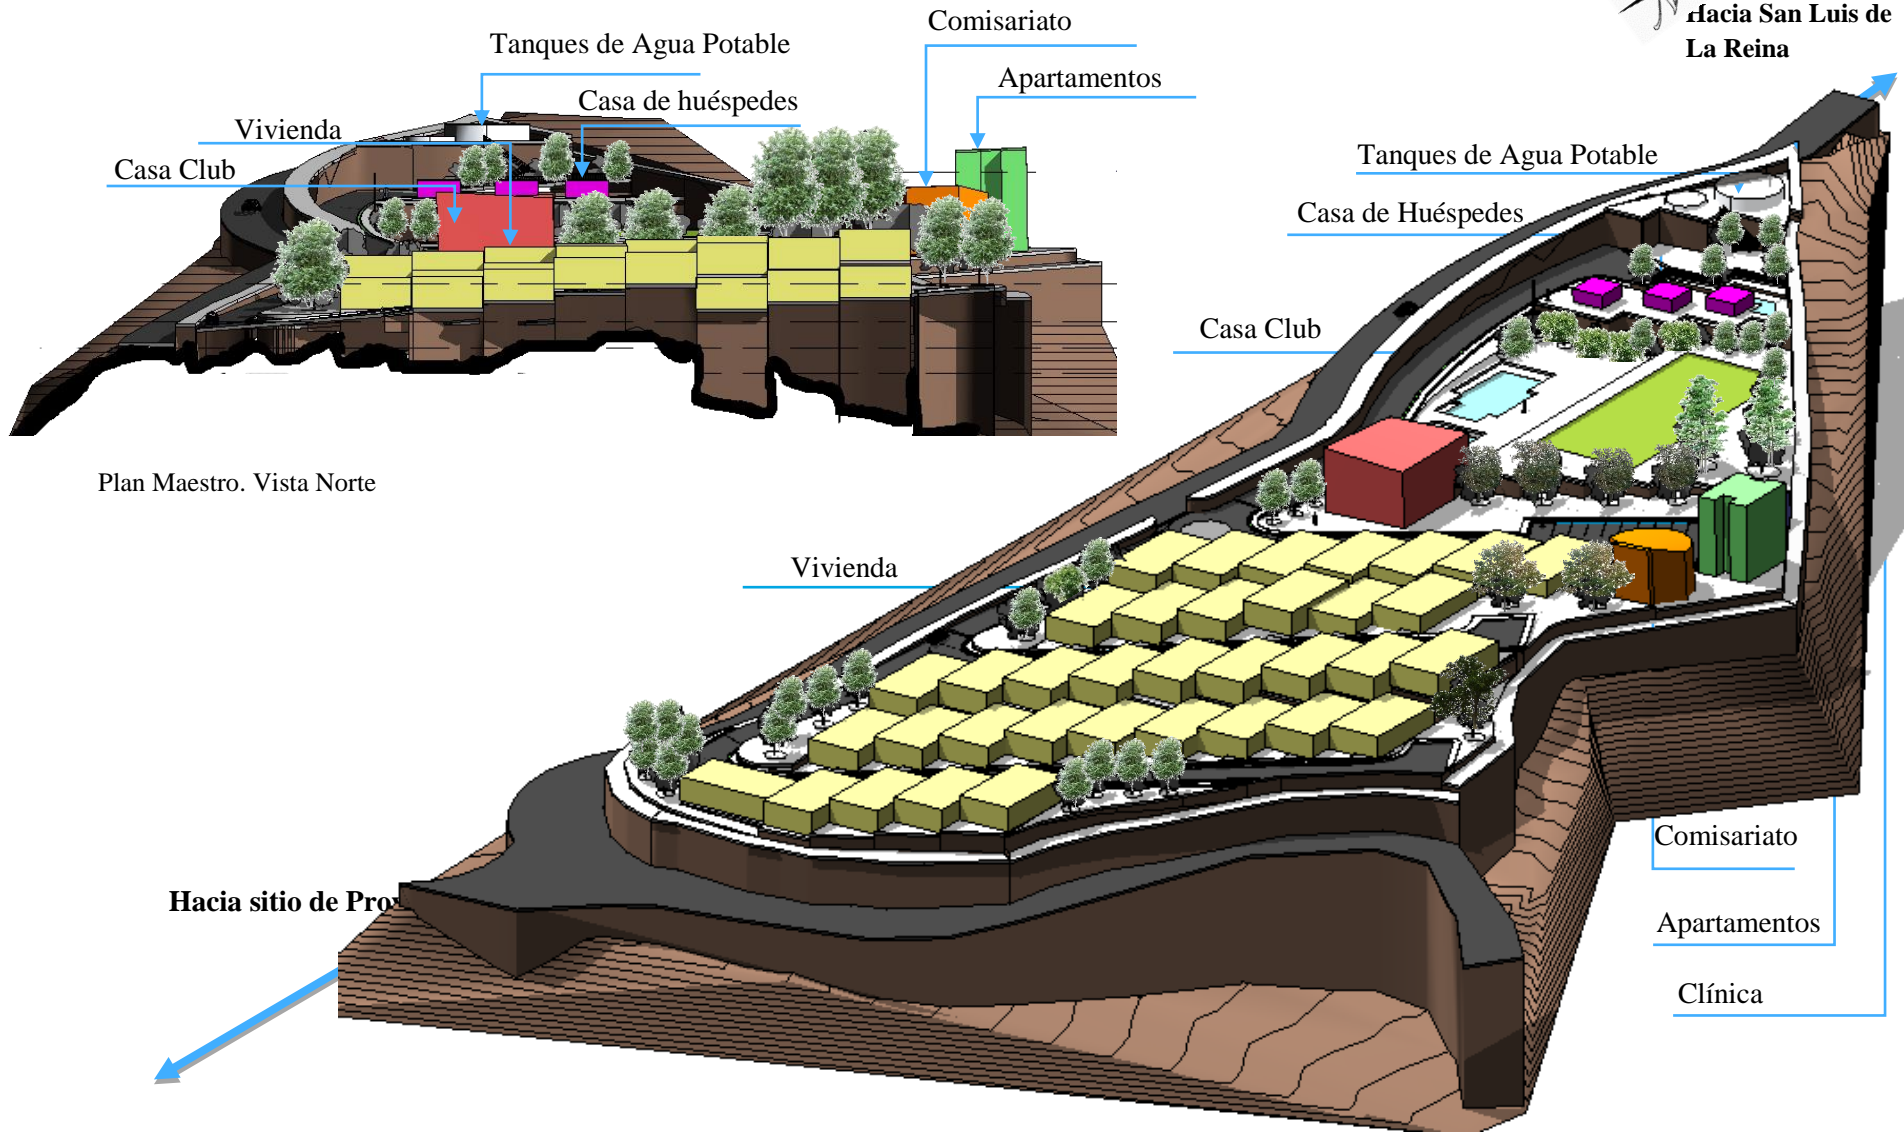 Comisariato
Tanques de Agua Potable
Apartamentos
Casa de huéspedes
Vivienda
Casa Club
Plan Maestro. Vista Norte
Hacia San Luis de
La Reina
Tanques de Agua Potable
Casa de Huéspedes
Casa Club
Vivienda
Hacia sitio de
Comisariato
Apartamentos
Clínica